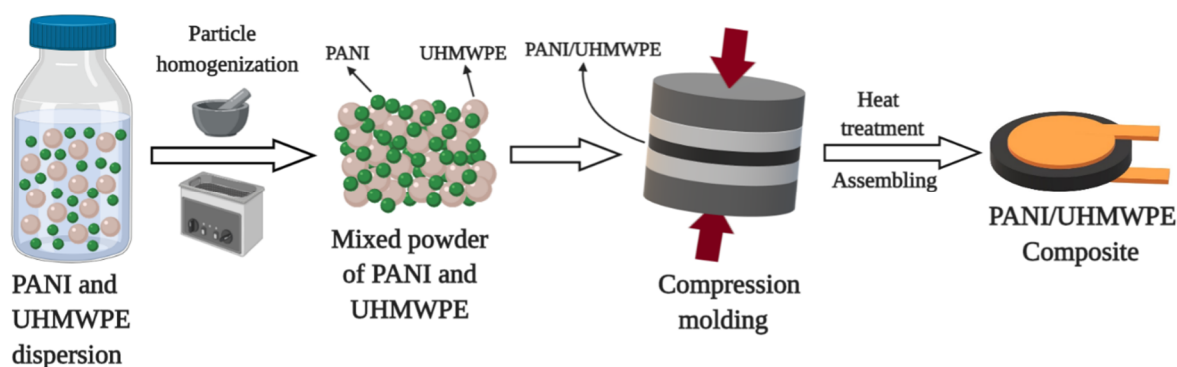 Particle
homogenization
PANI
UHMWPE
PANI/UHMWPE
Heat
treatment
Assembling
PANI and
UHMWPE
dispersion
Mixed powder
of PANI and
UHMWPE
Compression
molding
PANI/UHMWPE
Composite